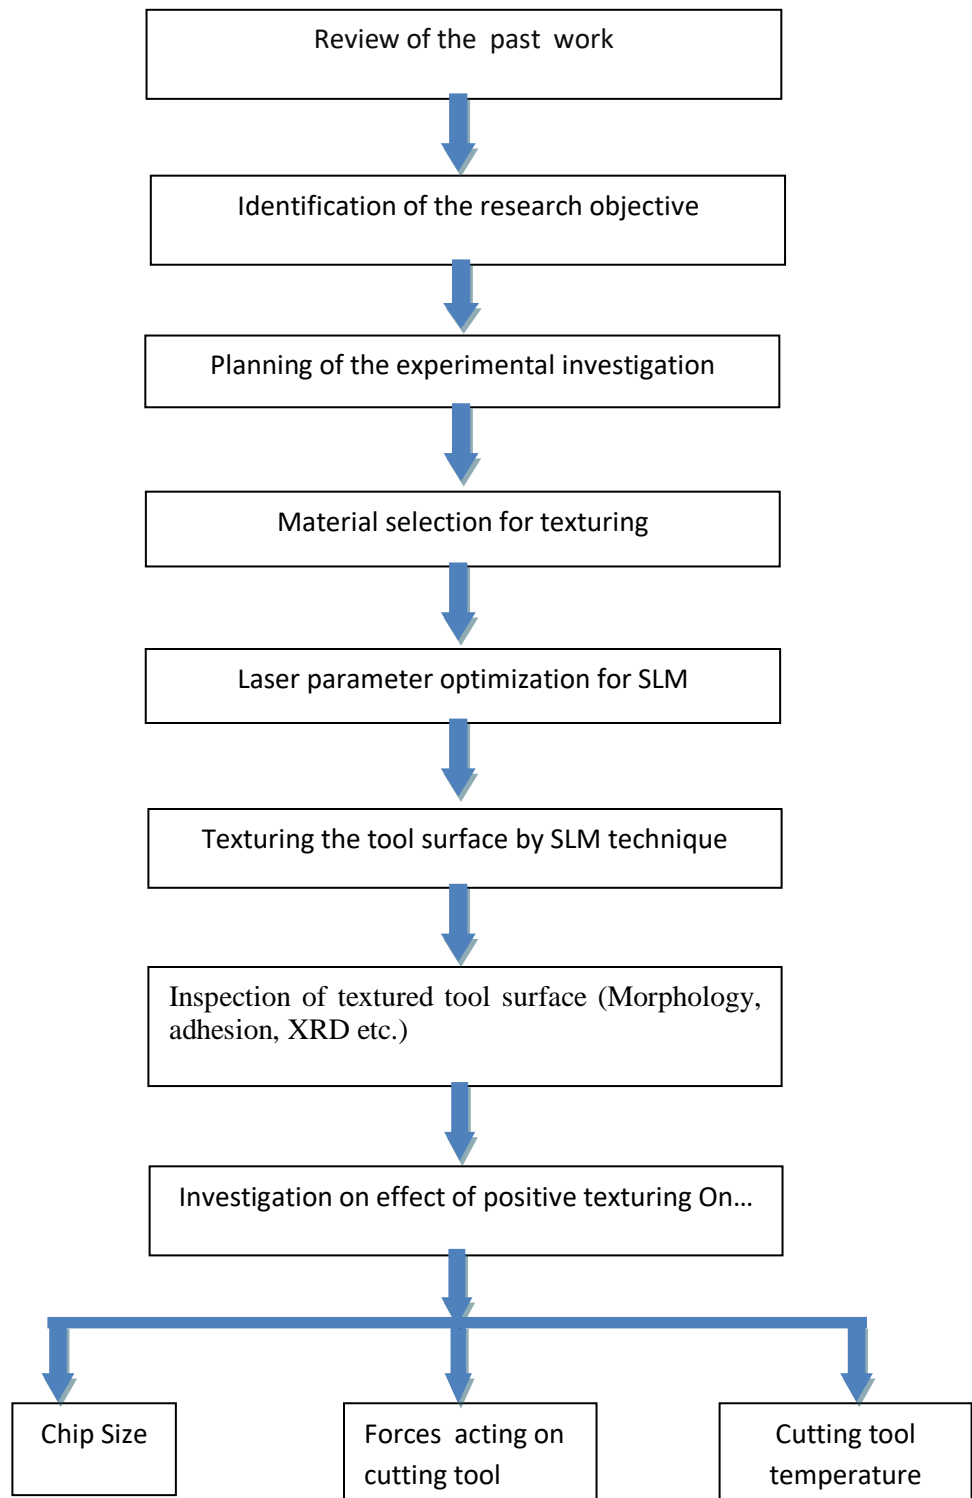 Review of the past work
Identification of the research objective
Planning of the experimental investigation
Material selection for texturing
Laser parameter optimization for SLM
Texturing the tool surface by SLM technique
Inspection of textured tool surface (Morphology,
adhesion, XRD etc.)
Investigation on effect of positive texturing On…
Chip Size
Forces acting on
cutting tool
Cutting tool
temperature